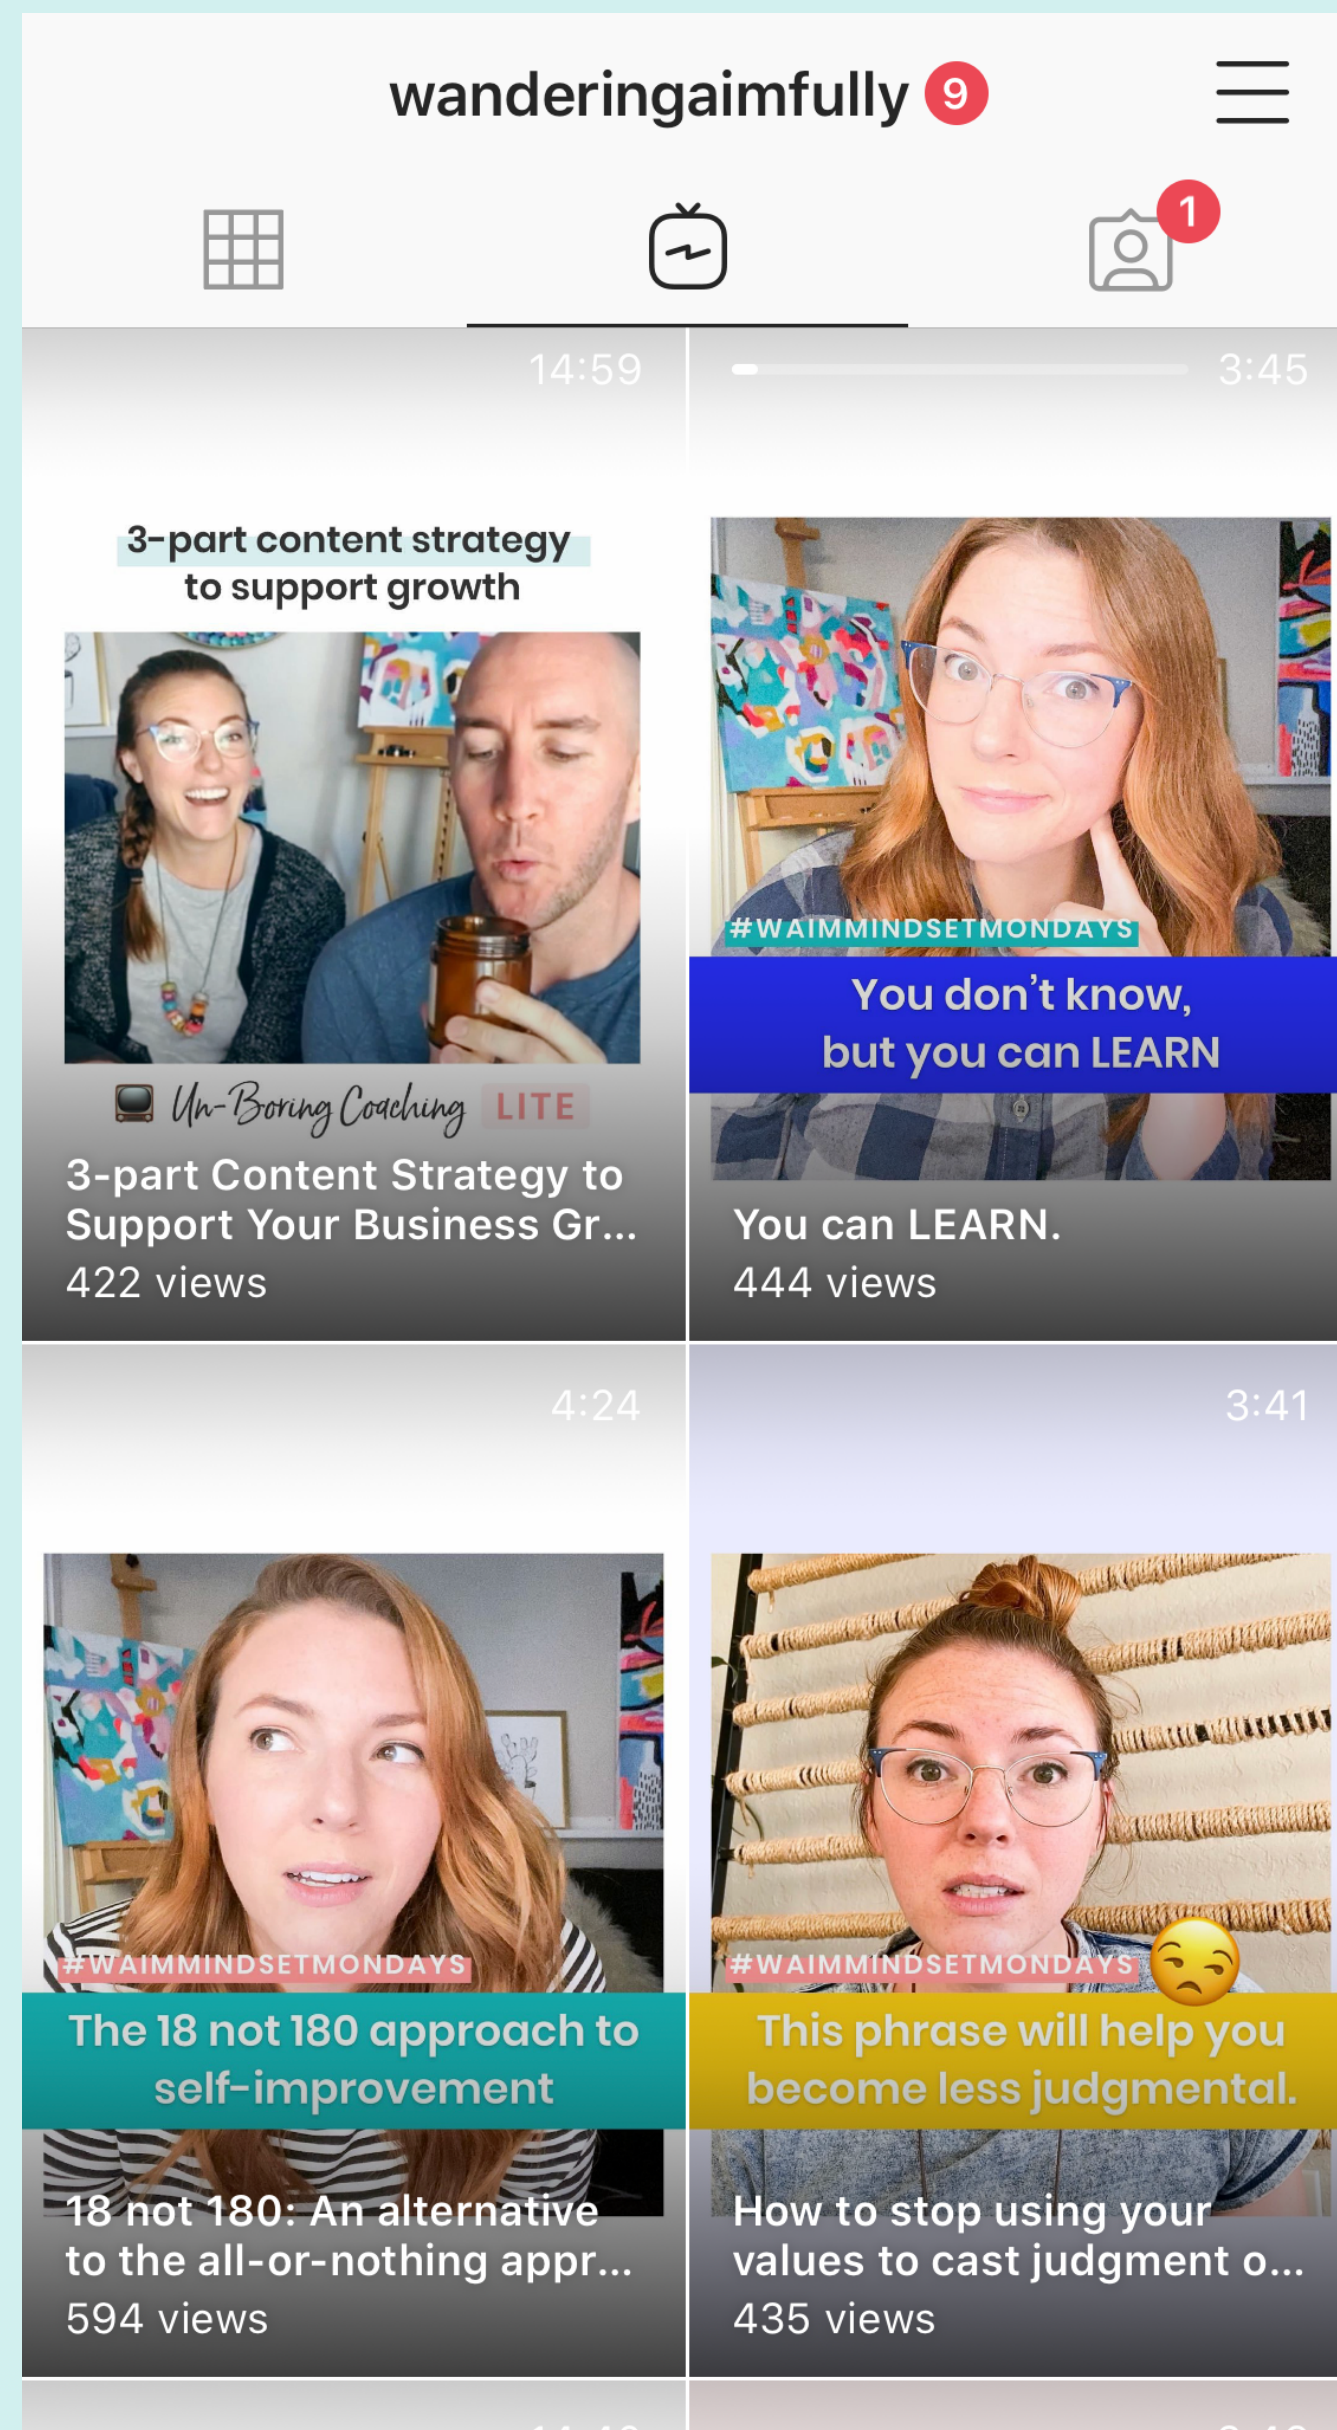 wanderingaimfully 9
1
14:59
3-part content strategy
to support growth
Un-Boring Coaching LITE
3-part Content Strategy to
Support Your Business Gr...
422 views
3:45
#WAIMMINDSETMONDAYS
You don't know,
but you can LEARN
You can LEARN.
444 views
4:24
#WAIMMINDSETMONDAYS
The 18 not 180 approach to
self-improvement
18 not 180: An alternative
to the all-or-nothing appr...
594 views
3:41
#WAIMMINDSETMONDAYS
This phrase will help you
become less judgmental.
How to stop using your
values to cast judgment o...
435 views